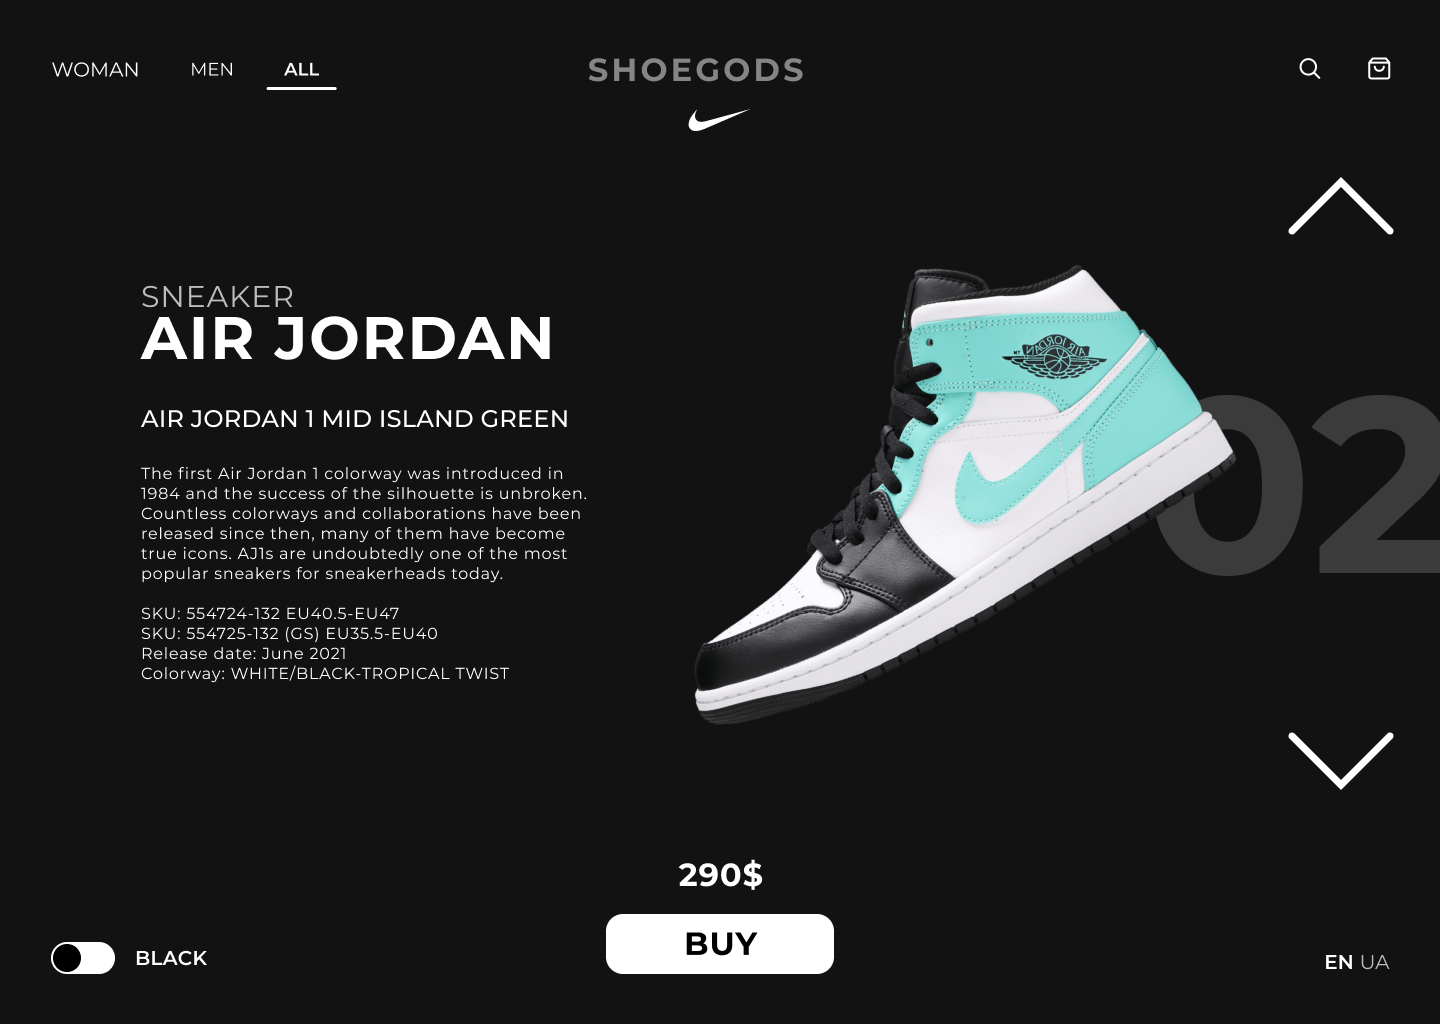 WOMAN MEN ALL SHOEGODS
SNEAKER
AIR JORDAN
AIR JORDAN 1 MID ISLAND GREEN
The first Air Jordan 1 colorway was introduced in
1984 and the success of the silhouette is unbroken.
Countless colorways and collaborations have been
released since then, many of them have become
true icons. AJ1s are undoubtedly one of the most
popular sneakers for sneakerheads today.
SKU: 554724-132 EU40.5-EU47
SKU: 554725-132 (GS) EU35.5-EU40
Release date: June 2021
Colorway: WHITE/BLACK-TROPICAL TWIST
AIR JORDAN
TM
02
290$
BUY
BLACK
EN UA